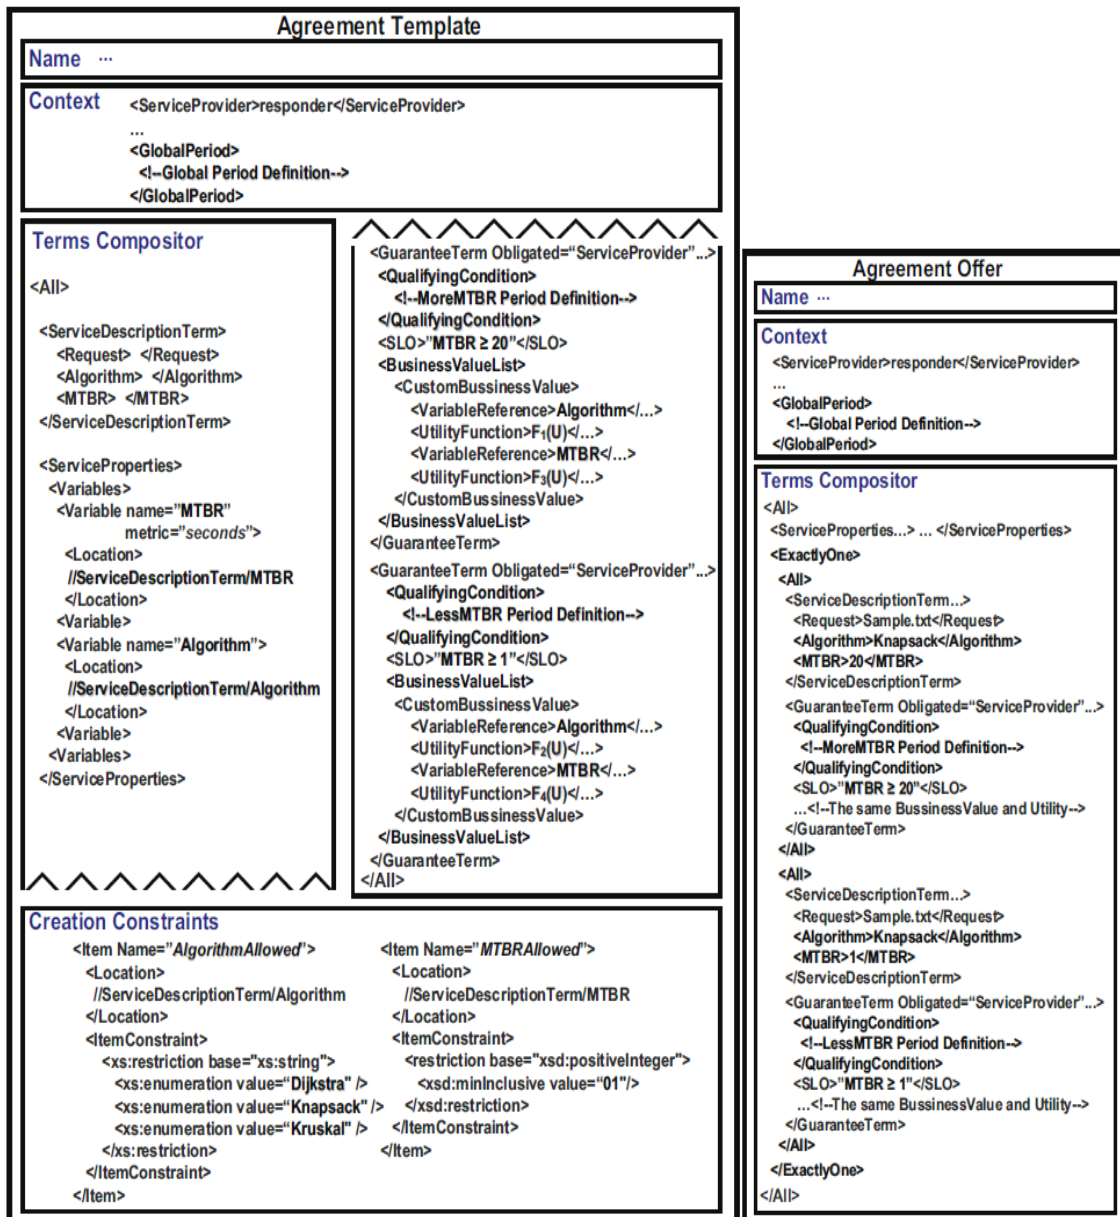 Agreement Template
Name ...
Context <ServiceProvider>responder</ServiceProvider>
...
<GlobalPeriod>
<!--Global Period Definition-->
</GlobalPeriod>
Terms Compositor
<All>
<ServiceDescriptionTerm>
<Request> </Request>
<Algorithm> </Algorithm>
<MTBR> </MTBR>
</ServiceDescriptionTerm>
<ServiceProperties>
<Variables>
<Variable name="MTBR"
metric="seconds">
<Location>
//ServiceDescriptionTerm/MTBR
</Location>
<Variable>
<Variable name="Algorithm">
<Location>
//ServiceDescriptionTerm/Algorithm
</Location>
<Variable>
<Variables>
</ServiceProperties>
<GuaranteeTerm Obligated="ServiceProvider"...>
<QualifyingCondition>
<!--MoreMTBR Period Definition-->
</QualifyingCondition>
<SLO>"MTBR ≥ 20"</SLO>
<BusinessValueList>
<CustomBussinessValue>
<VariableReference>Algorithm</...>
<UtilityFunction>F₁(U)</...>
<VariableReference>MTBR</...>
<UtilityFunction>F₃(U)</...>
</CustomBussinessValue>
</BusinessValueList>
</GuaranteeTerm>
<GuaranteeTerm Obligated="ServiceProvider"...>
<QualifyingCondition>
<!--LessMTBR Period Definition-->
</QualifyingCondition>
<SLO>"MTBR ≥ 1"</SLO>
<BusinessValueList>
<CustomBussinessValue>
<VariableReference>Algorithm</...>
<UtilityFunction>F₂(U)</...>
<VariableReference>MTBR</...>
<UtilityFunction>F₄(U)</...>
</CustomBussinessValue>
</BusinessValueList>
</GuaranteeTerm>
</All>
Creation Constraints
<Item Name="AlgorithmAllowed">
<Location>
//ServiceDescriptionTerm/Algorithm
</Location>
<ItemConstraint>
<xs:restriction base="xs:string">
<xs:enumeration value="Dijkstra" />
<xs:enumeration value="Knapsack" />
<xs:enumeration value="Kruskal" />
</xs:restriction>
</ItemConstraint>
</Item>
<Item Name="MTBRAllowed">
<Location>
//ServiceDescriptionTerm/MTBR
</Location>
<ItemConstraint>
<restriction base="xsd:positiveInteger">
<xsd:minInclusive value="01"/>
</xsd:restriction>
</ItemConstraint>
</Item>
Agreement Offer
Name ...
Context
<ServiceProvider>responder</ServiceProvider>
...
<GlobalPeriod>
<!--Global Period Definition-->
</GlobalPeriod>
Terms Compositor
<All>
<ServiceProperties...> ... </ServiceProperties>
<ExactlyOne>
<All>
<ServiceDescriptionTerm...>
<Request>Sample.txt</Request>
<Algorithm>Knapsack</Algorithm>
<MTBR>20</MTBR>
</ServiceDescriptionTerm>
<GuaranteeTerm Obligated="ServiceProvider"...>
<QualifyingCondition>
<!--MoreMTBR Period Definition-->
</QualifyingCondition>
<SLO>"MTBR ≥ 20"</SLO>
...<!--The same BussinessValue and Utility-->
</GuaranteeTerm>
</All>
<All>
<ServiceDescriptionTerm...>
<Request>Sample.txt</Request>
<Algorithm>Knapsack</Algorithm>
<MTBR>1</MTBR>
</ServiceDescriptionTerm>
<GuaranteeTerm Obligated="ServiceProvider"...>
<QualifyingCondition>
<!--LessMTBR Period Definition-->
</QualifyingCondition>
<SLO>"MTBR ≥ 1"</SLO>
...<!--The same BussinessValue and Utility-->
</GuaranteeTerm>
</All>
</ExactlyOne>
</All>